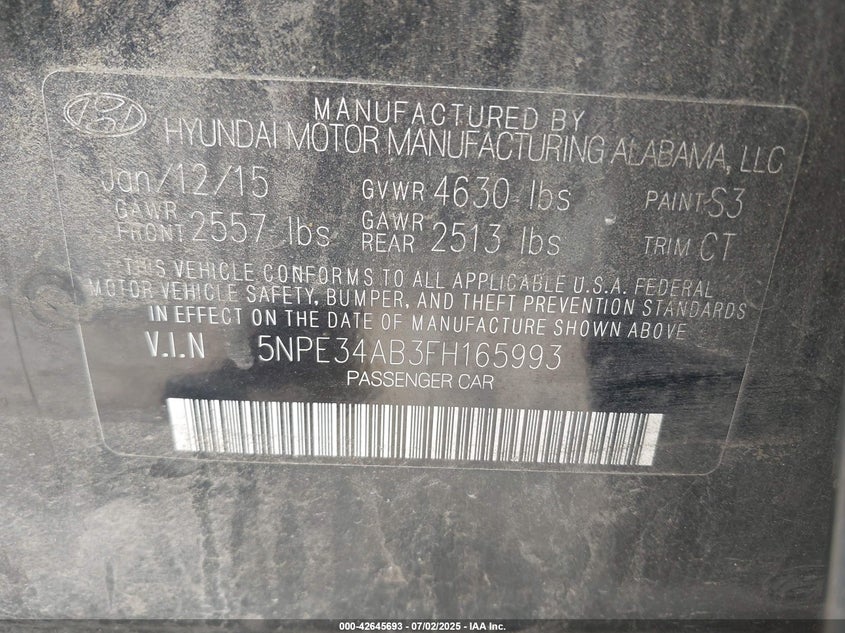 MANUFACTURED BY
HYUNDAI MOTOR MANUFACTURING ALABAMA, LLC
Jan/12/15 GVWR 4630 lbs PAINT S3
GAWR FRONT 2557 lbs GAWR REAR 2513 lbs TRIM CT
THIS VEHICLE CONFORMS TO ALL APPLICABLE U.S.A. FEDERAL
MOTOR VEHICLE SAFETY, BUMPER, AND THEFT PREVENTION STANDARDS
IN EFFECT ON THE DATE OF MANUFACTURE SHOWN ABOVE
V.I.N 5NPE34AB3FH165993
PASSENGER CAR
000-42645693 - 07/02/2025 - IAA Inc.